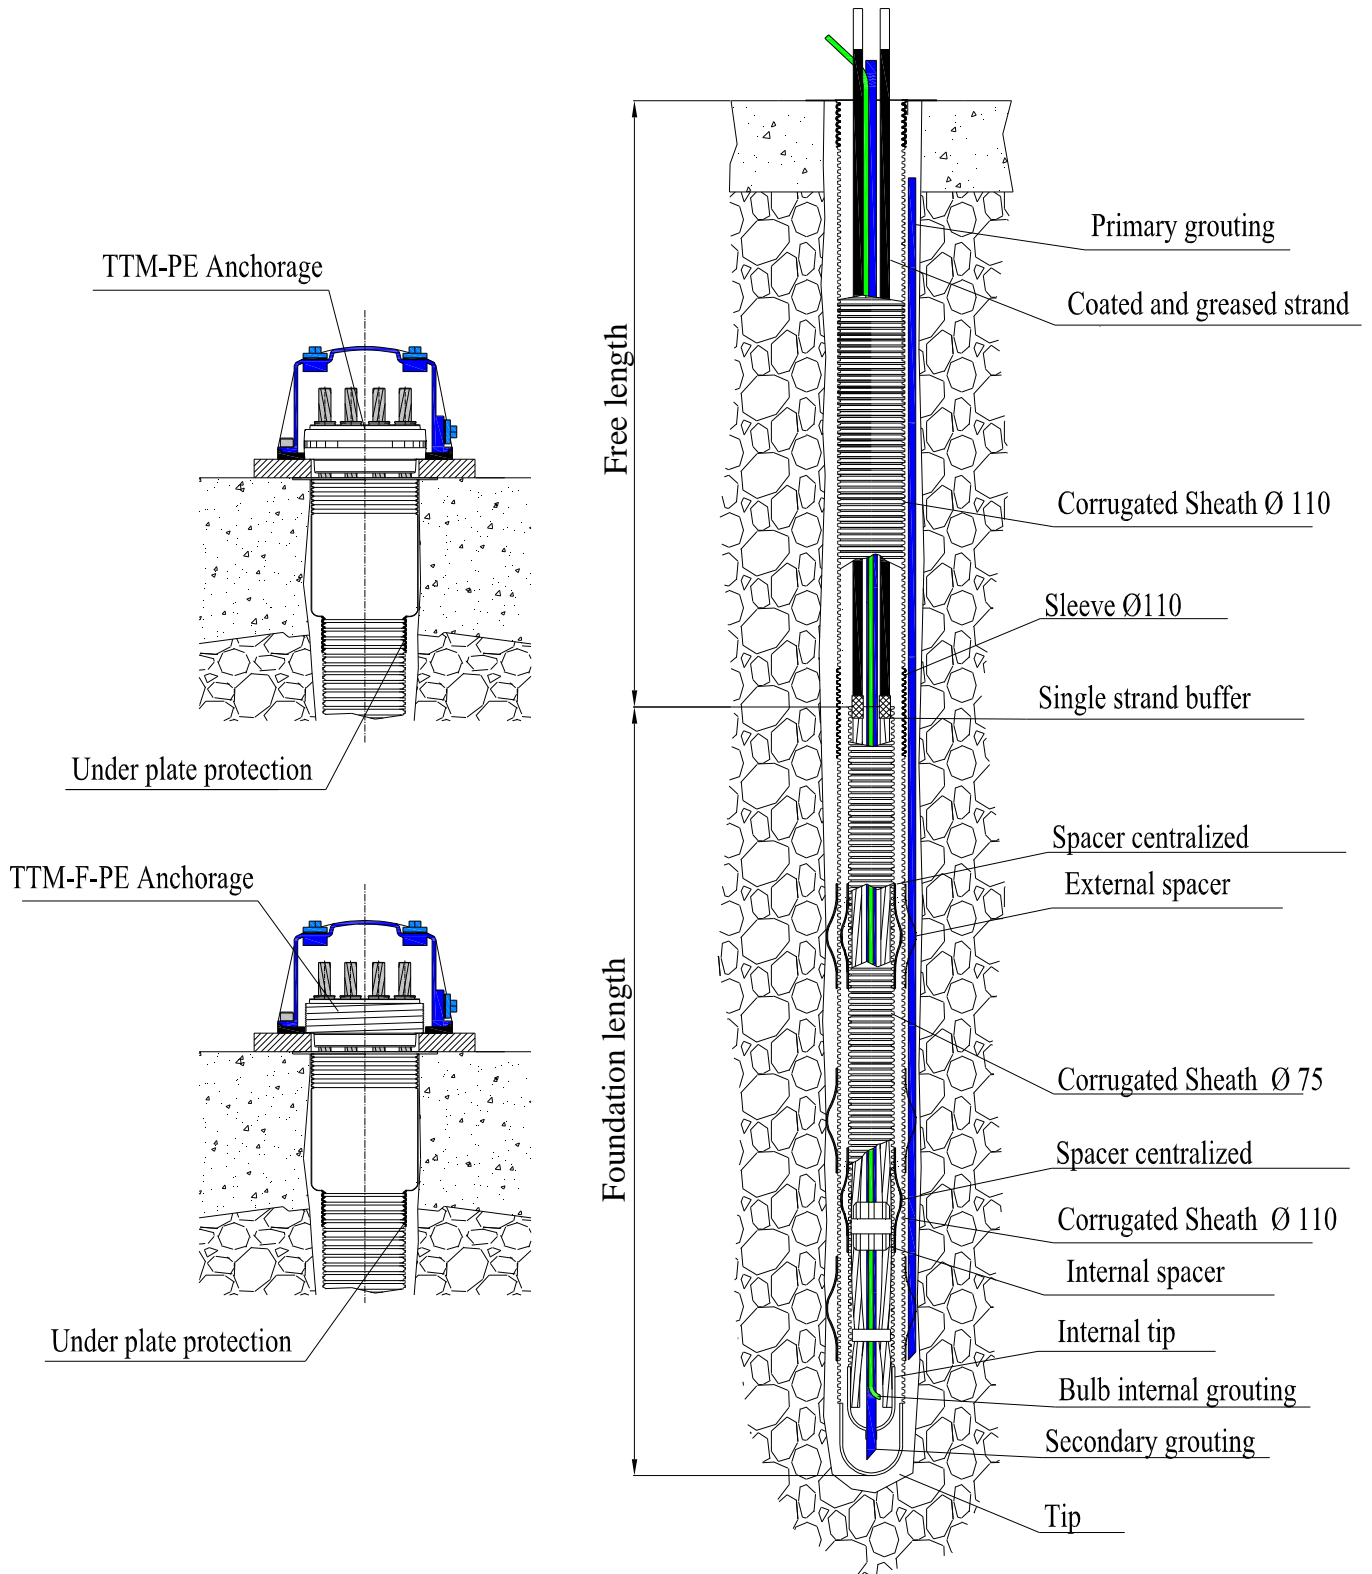 TTM-PE Anchorage
Under plate protection
TTM-F-PE Anchorage
Under plate protection
Free length
Foundation length
Primary grouting
Coated and greased strand
Corrugated Sheath Ø 110
Sleeve Ø110
Single strand buffer
Spacer centralized
External spacer
Corrugated Sheath Ø 75
Spacer centralized
Corrugated Sheath Ø 110
Internal spacer
Internal tip
Bulb internal grouting
Secondary grouting
Tip